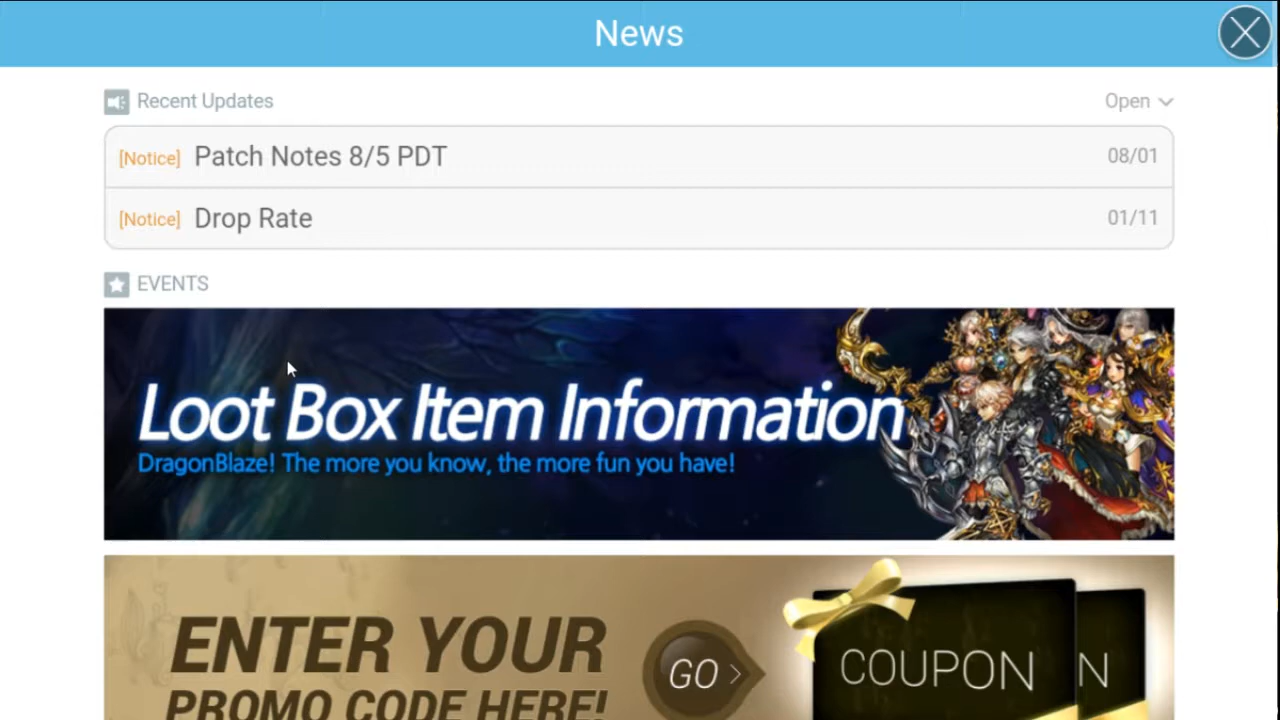 News
Recent Updates
Open
[Notice] Patch Notes 8/5 PDT 08/01
[Notice] Drop Rate 01/11
EVENTS
Loot Box Item Information
DragonBlaze! The more you know, the more fun you have!
ENTER YOUR
PROMO CODE HERE!
GO >
COUPON
N